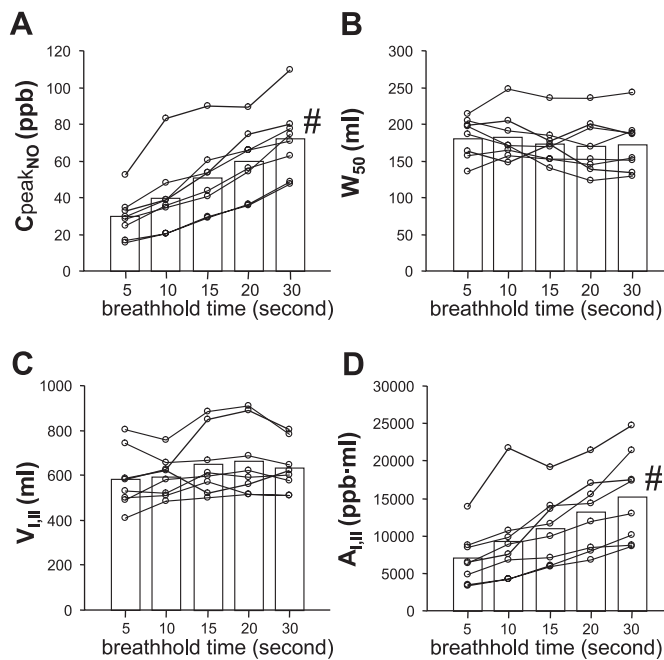 A
C_peakNO (ppb)
120
100
80
60
40
20
0
#
5 10 15 20 30
breathhold time (second)
B
W50 (ml)
300
250
200
150
100
50
0
5 10 15 20 30
breathhold time (second)
C
VI,II (ml)
1000
800
600
400
200
0
5 10 15 20 30
breathhold time (second)
D
AI,II (ppb·ml)
30000
25000
20000
15000
10000
5000
0
#
5 10 15 20 30
breathhold time (second)